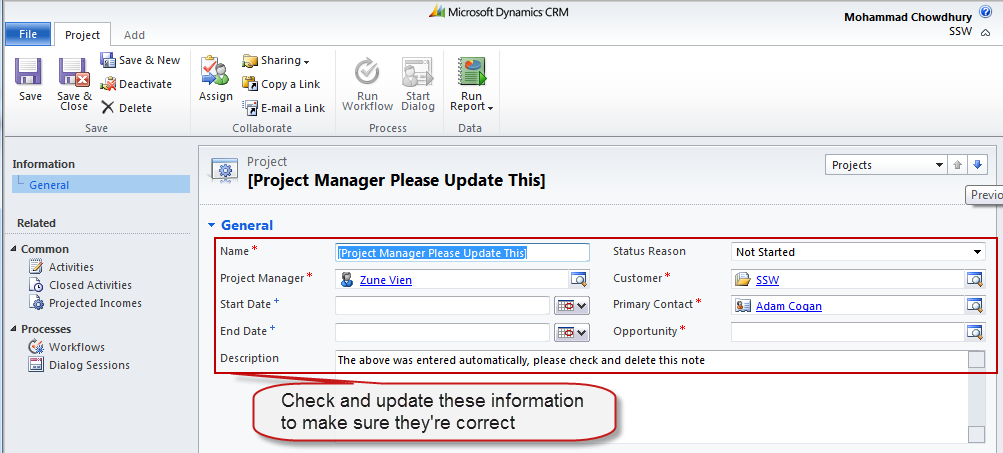 Microsoft Dynamics CRM
Mohammad Chowdhury
SSW
File
Project
Add
Save
Save & Close
Save & New
Deactivate
Delete
Save
Assign
Sharing
Copy a Link
E-mail a Link
Collaborate
Run Workflow
Start Dialog
Process
Run Report
Data
Information
General
Related
Common
Activities
Closed Activities
Projected Incomes
Processes
Workflows
Dialog Sessions
Project
[Project Manager Please Update This]
Projects
Previo
General
Name * [Project Manager Please Update This]
Status Reason Not Started
Project Manager * Zune Vien
Customer * SSW
Start Date +
Primary Contact * Adam Cogan
End Date +
Opportunity *
Description The above was entered automatically, please check and delete this note
Check and update these information
to make sure they're correct